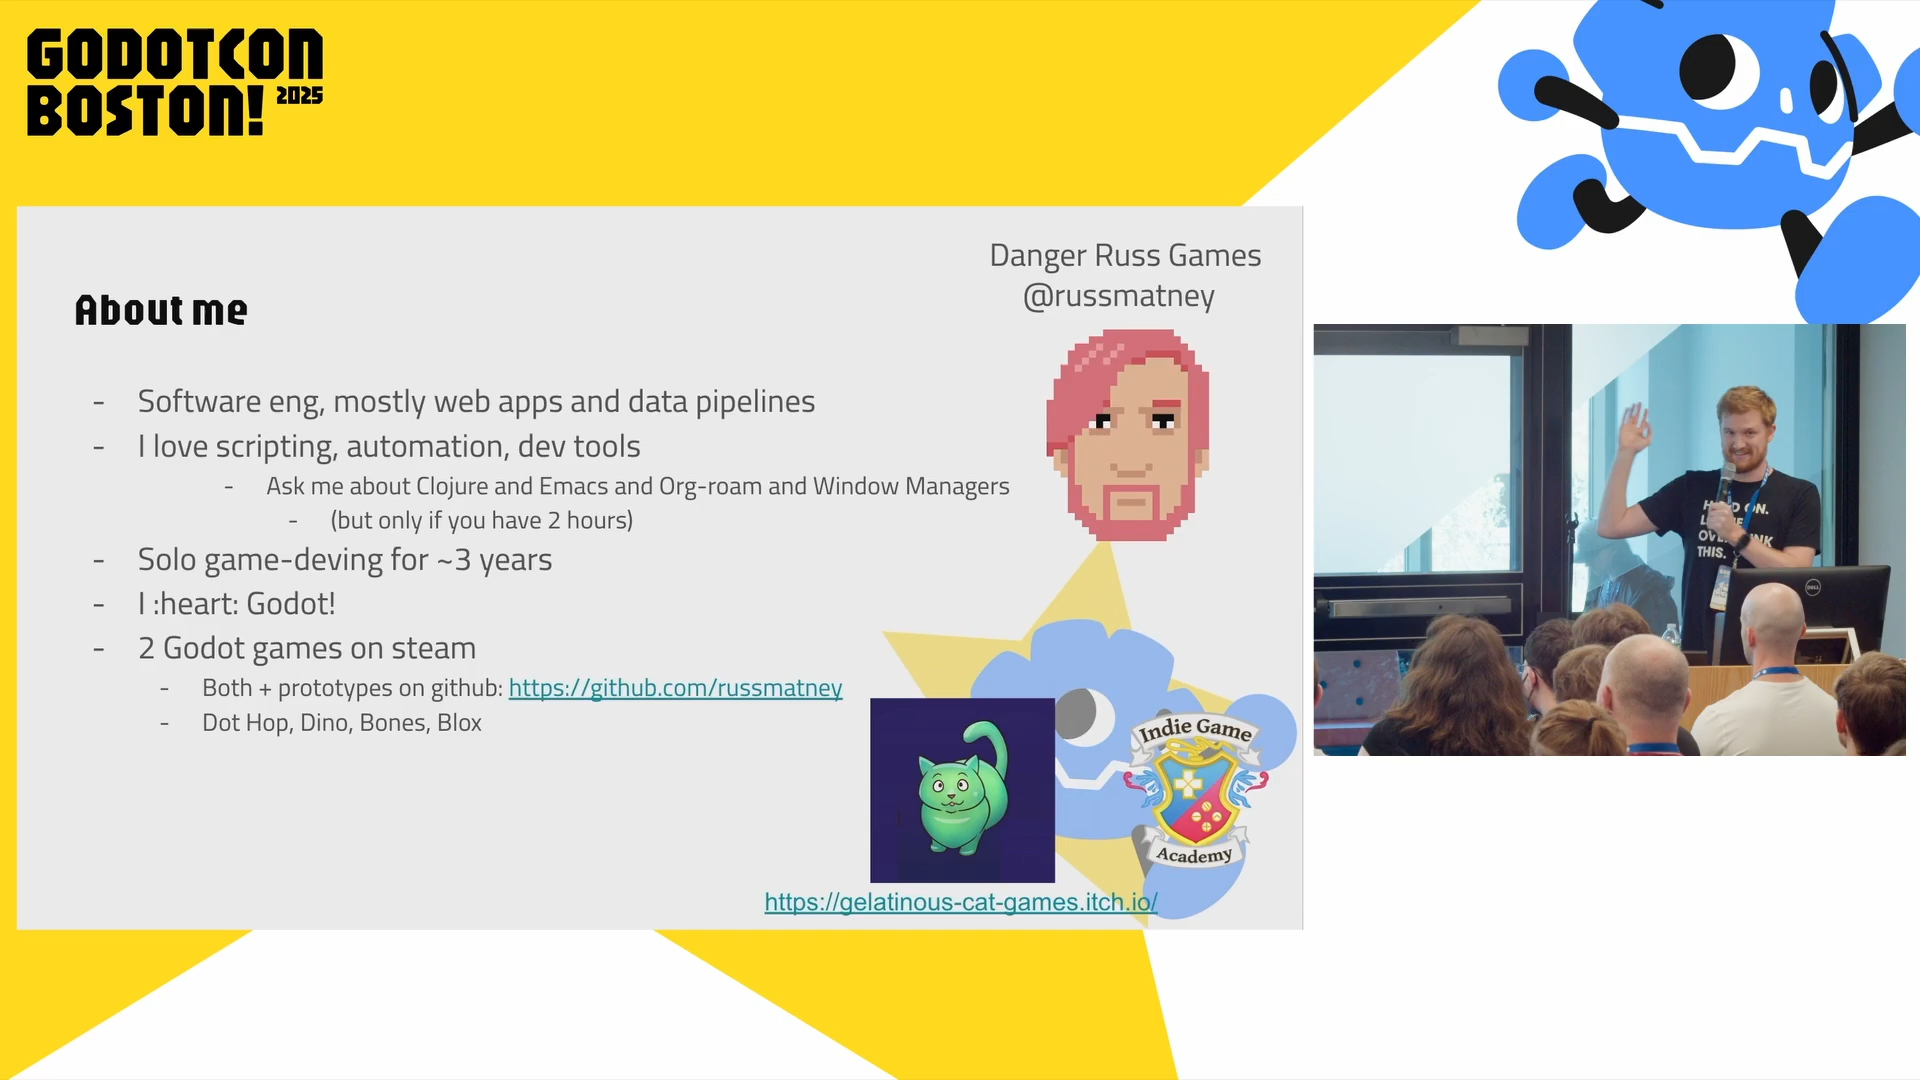 GODOTCON
BOSTON! 2025
Danger Russ Games
@russmatney
About me
- Software eng, mostly web apps and data pipelines
- I love scripting, automation, dev tools
- Ask me about Clojure and Emacs and Org-roam and Window Managers
- (but only if you have 2 hours)
- Solo game-deving for ~3 years
- I :heart: Godot!
- 2 Godot games on steam
- Both + prototypes on github: https://github.com/russmatney
- Dot Hop, Dino, Bones, Blox
Indie Game
Academy
https://gelatinous-cat-games.itch.io/
ON.
THIS.
DELL